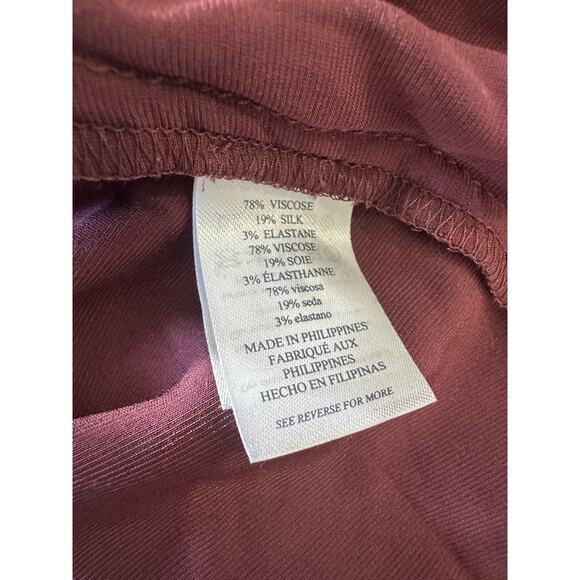 78% VISCOSE
19% SILK
3% ELASTANE
78% VISCOSE
19% SOIE
3% ÉLASTHANNE
78% viscosa
19% seda
3% elastano
MADE IN PHILIPPINES
FABRIQUÉ AUX
PHILIPPINES
HECHO EN FILIPINAS
SEE REVERSE FOR MORE